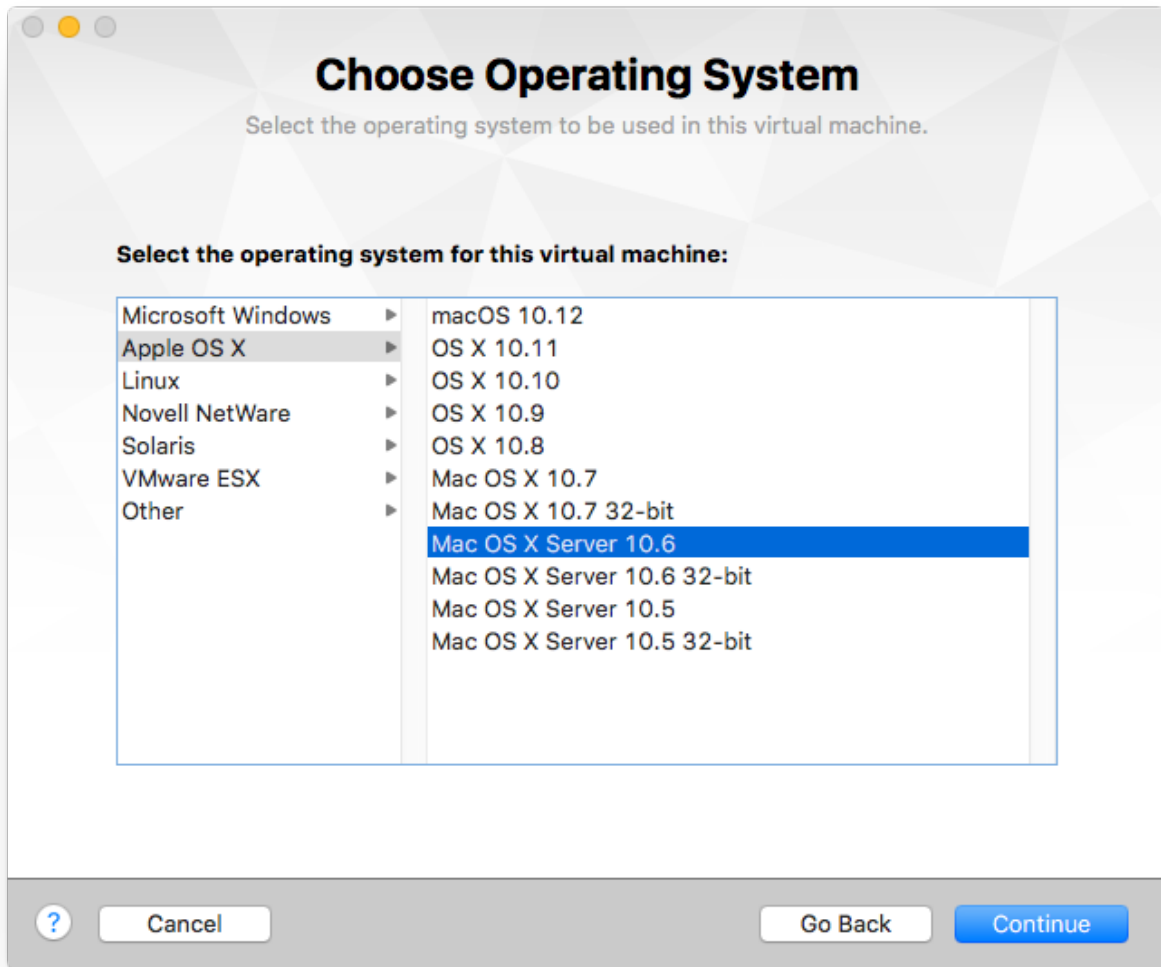 Choose Operating System
Select the operating system to be used in this virtual machine.
Select the operating system for this virtual machine:
Microsoft Windows
Apple OS X
Linux
Novell NetWare
Solaris
VMware ESX
Other
macOS 10.12
OS X 10.11
OS X 10.10
OS X 10.9
OS X 10.8
Mac OS X 10.7
Mac OS X 10.7 32-bit
Mac OS X Server 10.6
Mac OS X Server 10.6 32-bit
Mac OS X Server 10.5
Mac OS X Server 10.5 32-bit
? Cancel Go Back Continue